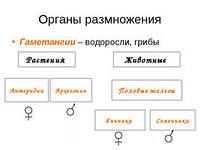 Органы размножения
• Гаметангии – водоросли, грибы
Растения
Животные
Антеридии
Архегонии
Половые железы
Яичники
Семенники
♀
♂
♀
♂